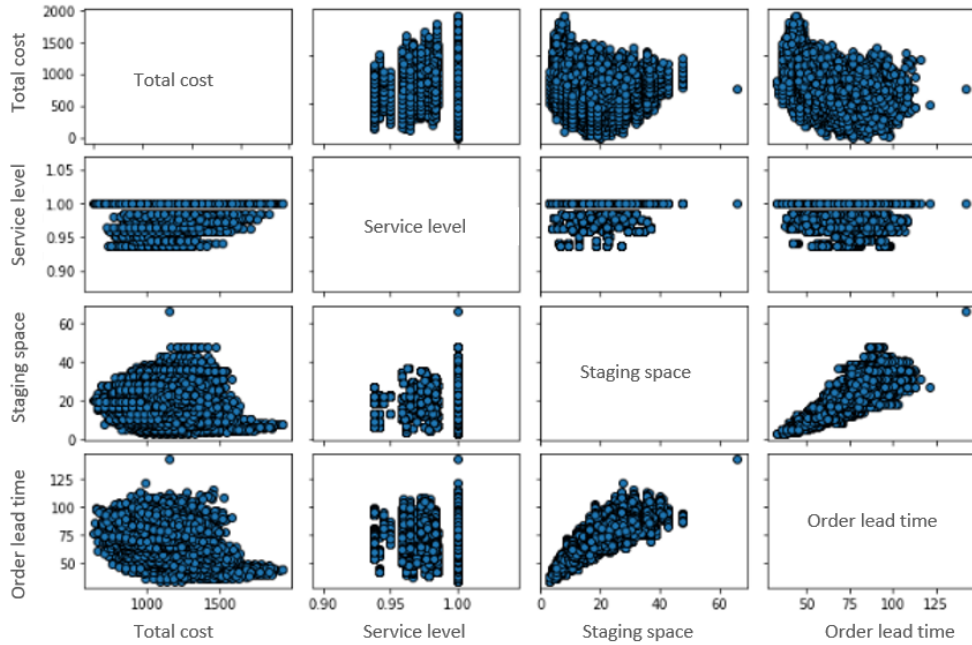 2000
1500
1000
500
0
Total cost
Total cost
1.05
1.00
0.95
0.90
Service level
Service level
60
40
20
0
Staging space
Staging space
125
100
75
50
Order lead time
Order lead time
1000 1500 0.90 0.95 1.00 0 20 40 60 50 75 100 125
Total cost Service level Staging space Order lead time